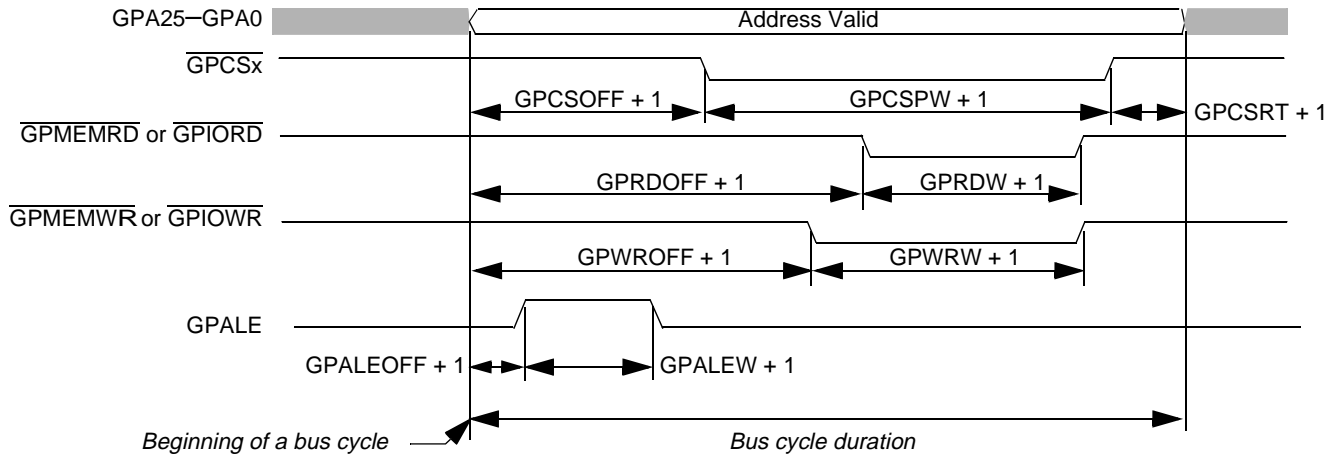 GPA25–GPA0 Address Valid
GPCSx
GPCSOFF + 1 GPCSPW + 1 GPCSRT + 1
GPMEMRD or GPIORD
GPRDOFF + 1 GPRDW + 1
GPMEMWR or GPIOWR
GPWROFF + 1 GPWRW + 1
GPALE
GPALEOFF + 1 GPALEW + 1
Beginning of a bus cycle Bus cycle duration